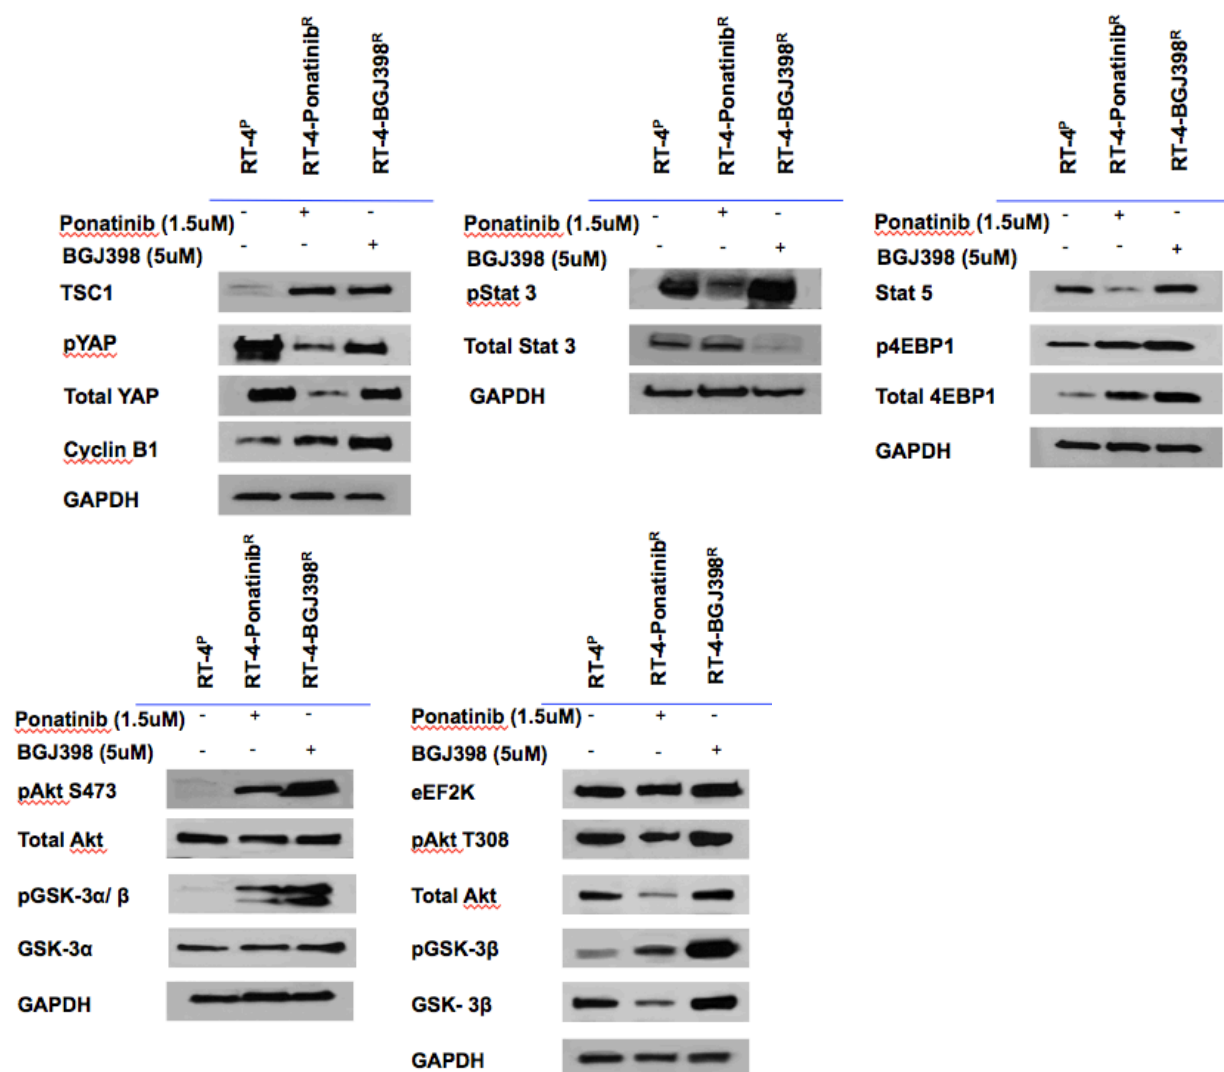 RT-4ᴾ
RT-4-Ponatinibᴿ
RT-4-BGJ398ᴿ
Ponatinib (1.5uM) - + -
BGJ398 (5uM) - - +
TSC1
pYAP
Total YAP
Cyclin B1
GAPDH
RT-4ᴾ
RT-4-Ponatinibᴿ
RT-4-BGJ398ᴿ
Ponatinib (1.5uM) - + -
BGJ398 (5uM) - - +
pStat 3
Total Stat 3
GAPDH
RT-4ᴾ
RT-4-Ponatinibᴿ
RT-4-BGJ398ᴿ
Ponatinib (1.5uM) - + -
BGJ398 (5uM) - - +
Stat 5
p4EBP1
Total 4EBP1
GAPDH
RT-4ᴾ
RT-4-Ponatinibᴿ
RT-4-BGJ398ᴿ
Ponatinib (1.5uM) - + -
BGJ398 (5uM) - - +
pAkt S473
Total Akt
pGSK-3α/ β
GSK-3α
GAPDH
RT-4ᴾ
RT-4-Ponatinibᴿ
RT-4-BGJ398ᴿ
Ponatinib (1.5uM) - + -
BGJ398 (5uM) - - +
eEF2K
pAkt T308
Total Akt
pGSK-3β
GSK- 3β
GAPDH